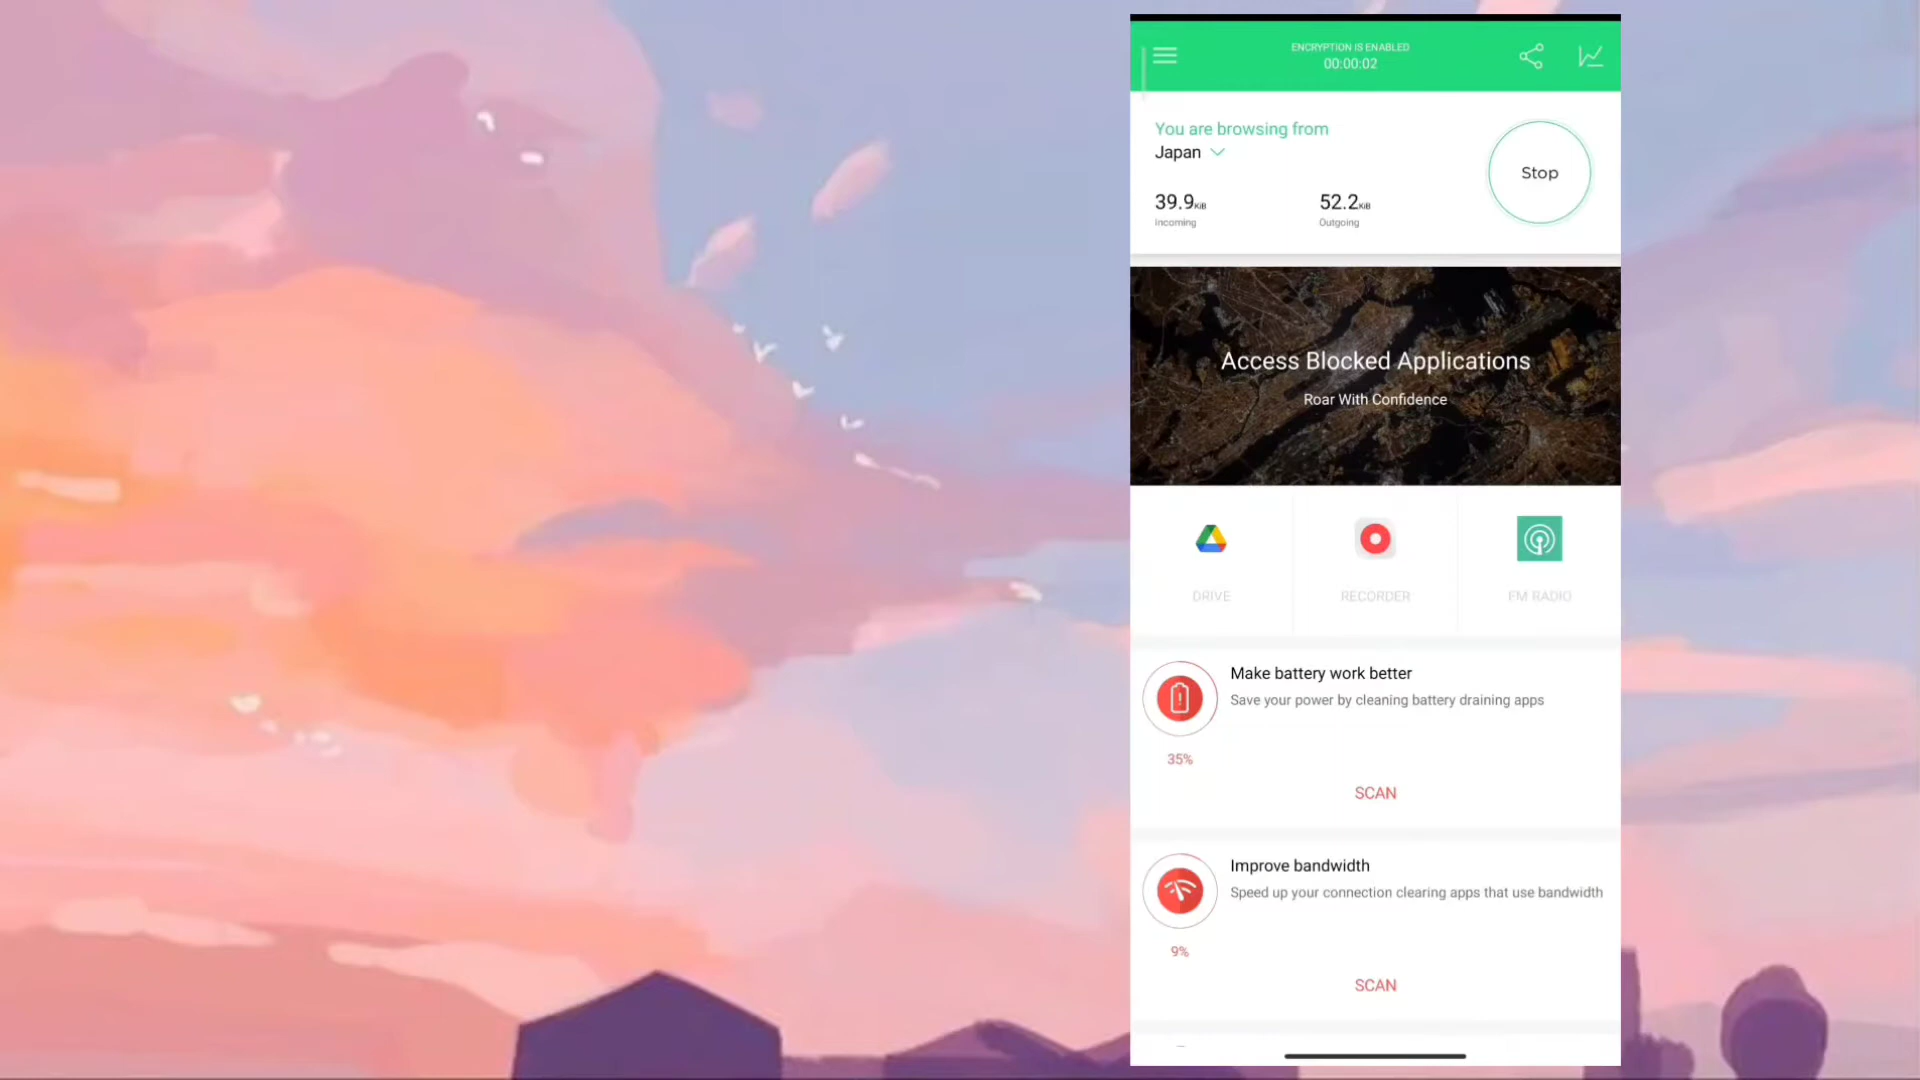 ENCRYPTION IS ENABLED
00:00:02
You are browsing from
Japan
Stop
39.9KiB
52.2KiB
Incoming
Outgoing
Access Blocked Applications
Roar With Confidence
DRIVE
RECORDER
FM RADIO
Make battery work better
Save your power by cleaning battery draining apps
35%
SCAN
Improve bandwidth
Speed up your connection clearing apps that use bandwidth
9%
SCAN